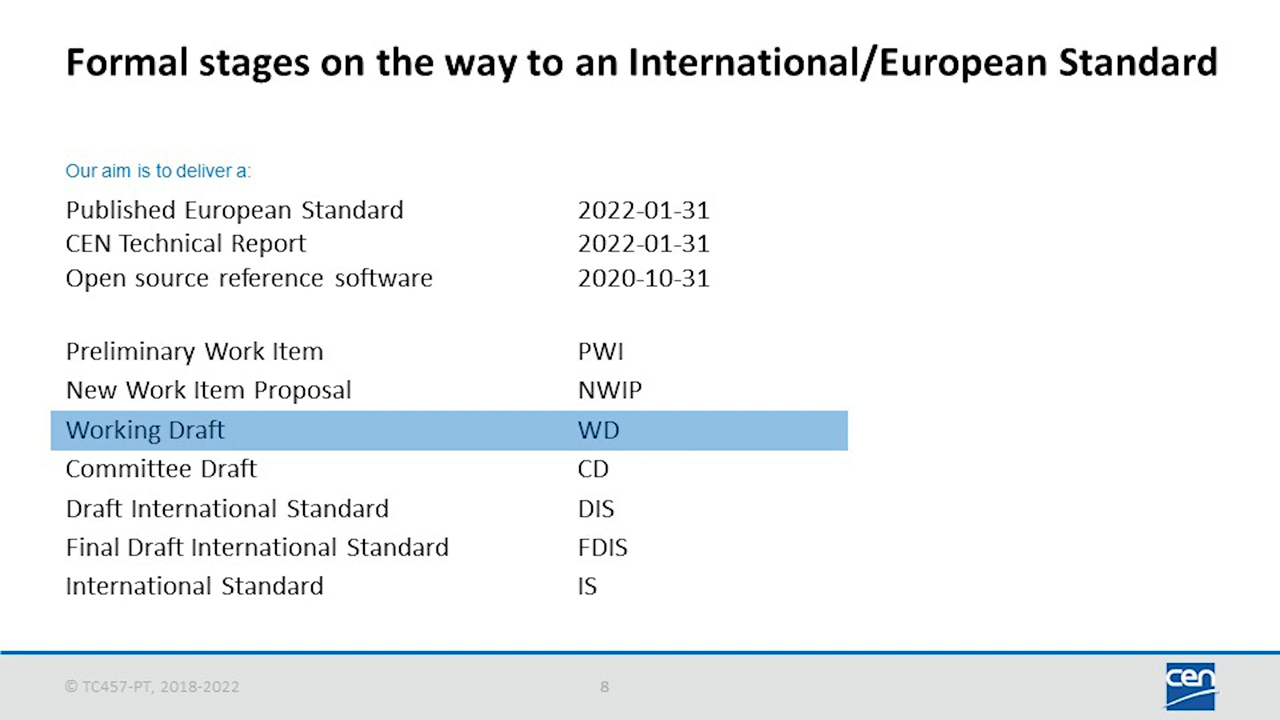 Formal stages on the way to an International/European Standard
Our aim is to deliver a:
Published European Standard 2022-01-31
CEN Technical Report 2022-01-31
Open source reference software 2020-10-31
Preliminary Work Item PWI
New Work Item Proposal NWIP
Working Draft WD
Committee Draft CD
Draft International Standard DIS
Final Draft International Standard FDIS
International Standard IS
© TC457-PT, 2018-2022 8 cen